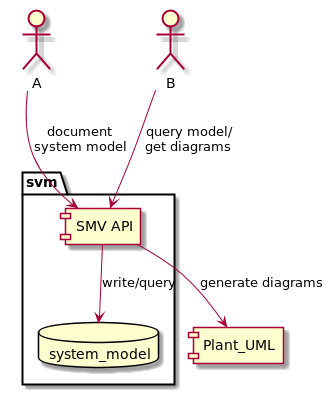 A
B
document
system model
query model/
get diagrams
svm
SMV API
write/query
generate diagrams
system_model
Plant_UML